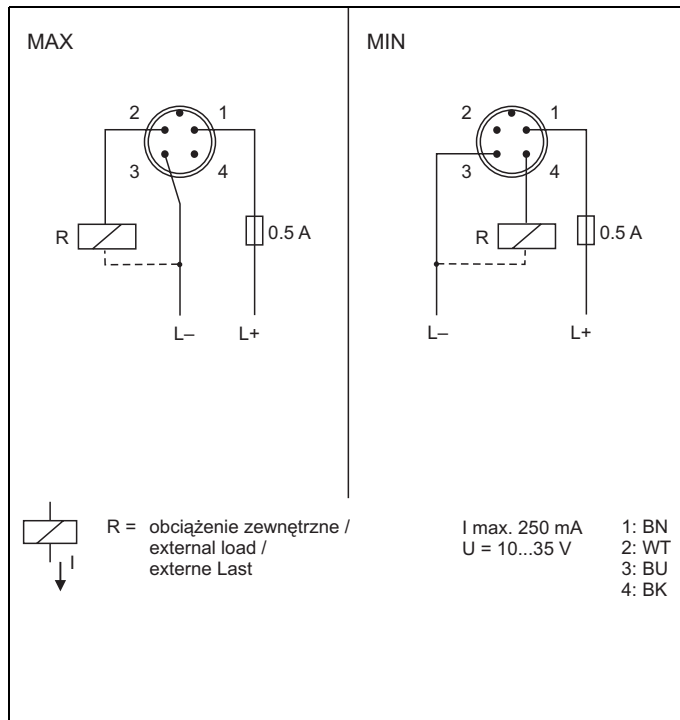 MAX
2 1
3 4
R
0.5 A
L– L+
MIN
2 1
3 4
R
0.5 A
L– L+
I
R = obciążenie zewnętrzne /
external load /
externe Last
I max. 250 mA
U = 10...35 V
1: BN
2: WT
3: BU
4: BK